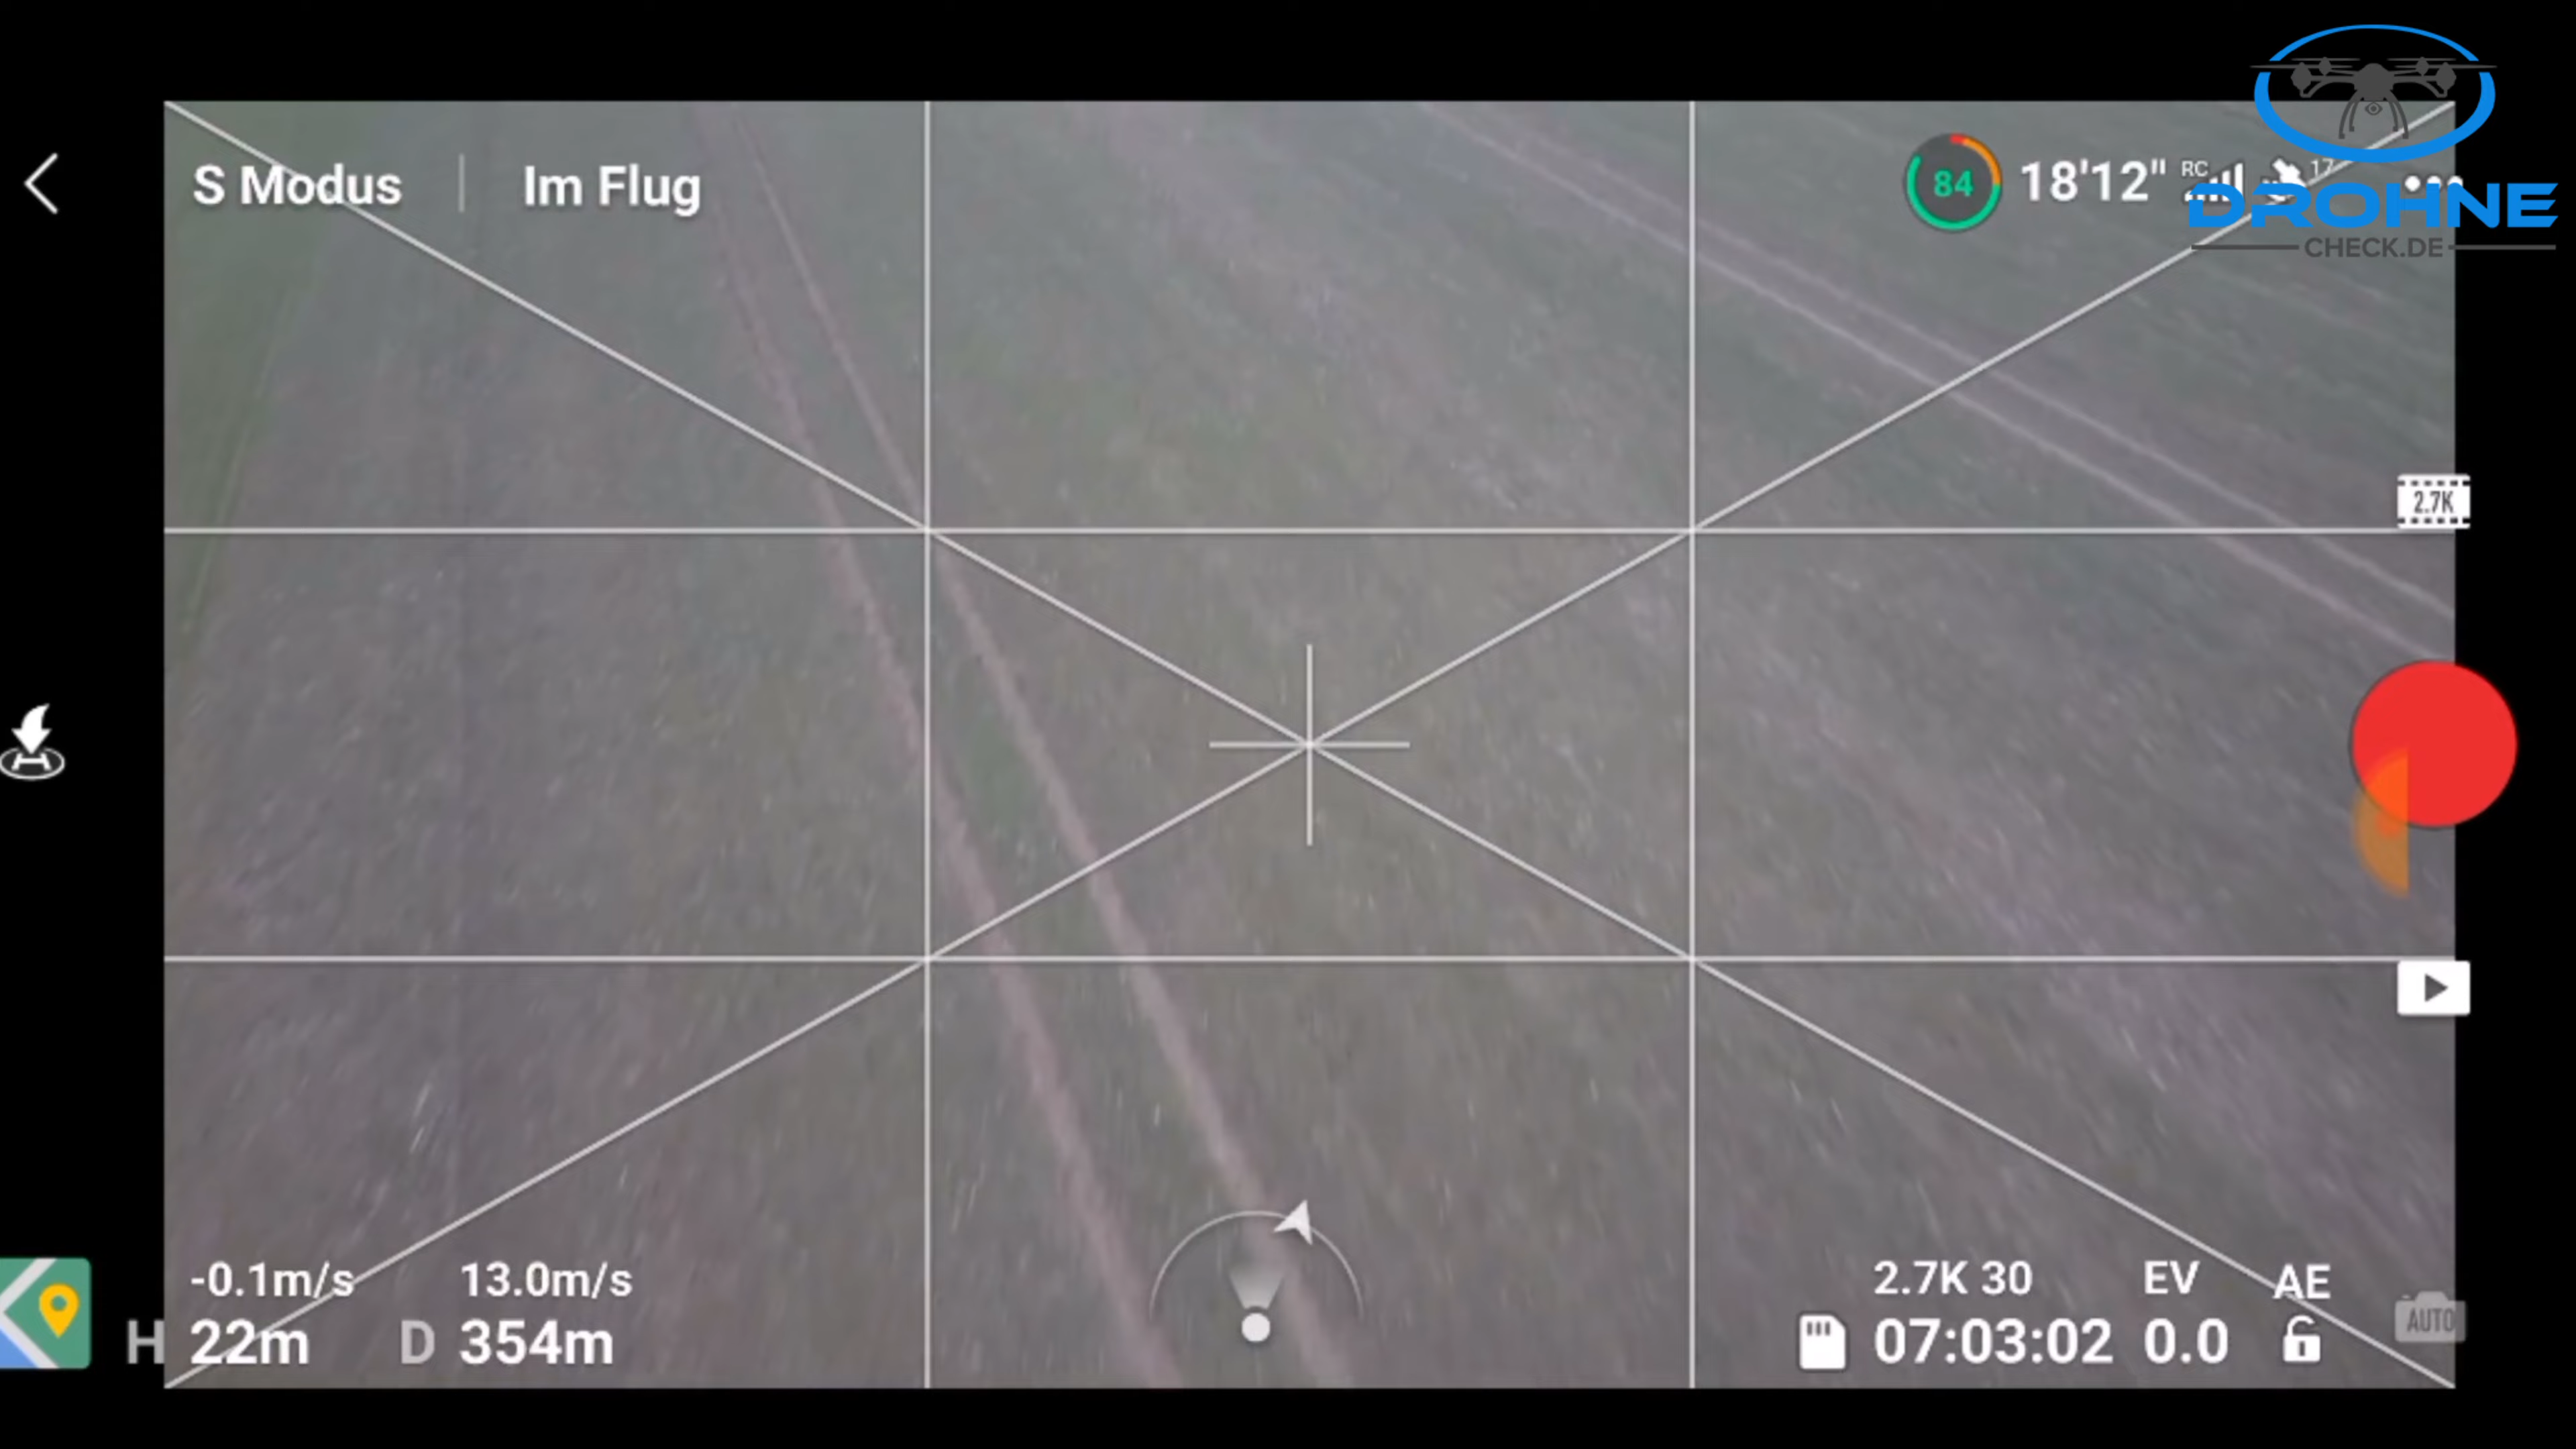 S Modus | Im Flug
84 18'12" RC 17
DROHNE
CHECK.DE
2.7K
-0.1m/s 13.0m/s
H 22m D 354m
2.7K 30 EV AE
07:03:02 0.0
AUTO